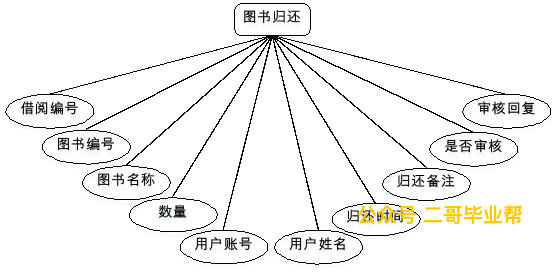 图书归还
借阅编号
图书编号
图书名称
数量
用户账号
用户姓名
归还时间
归还备注
是否审核
审核回复
公众号 二哥毕业帮